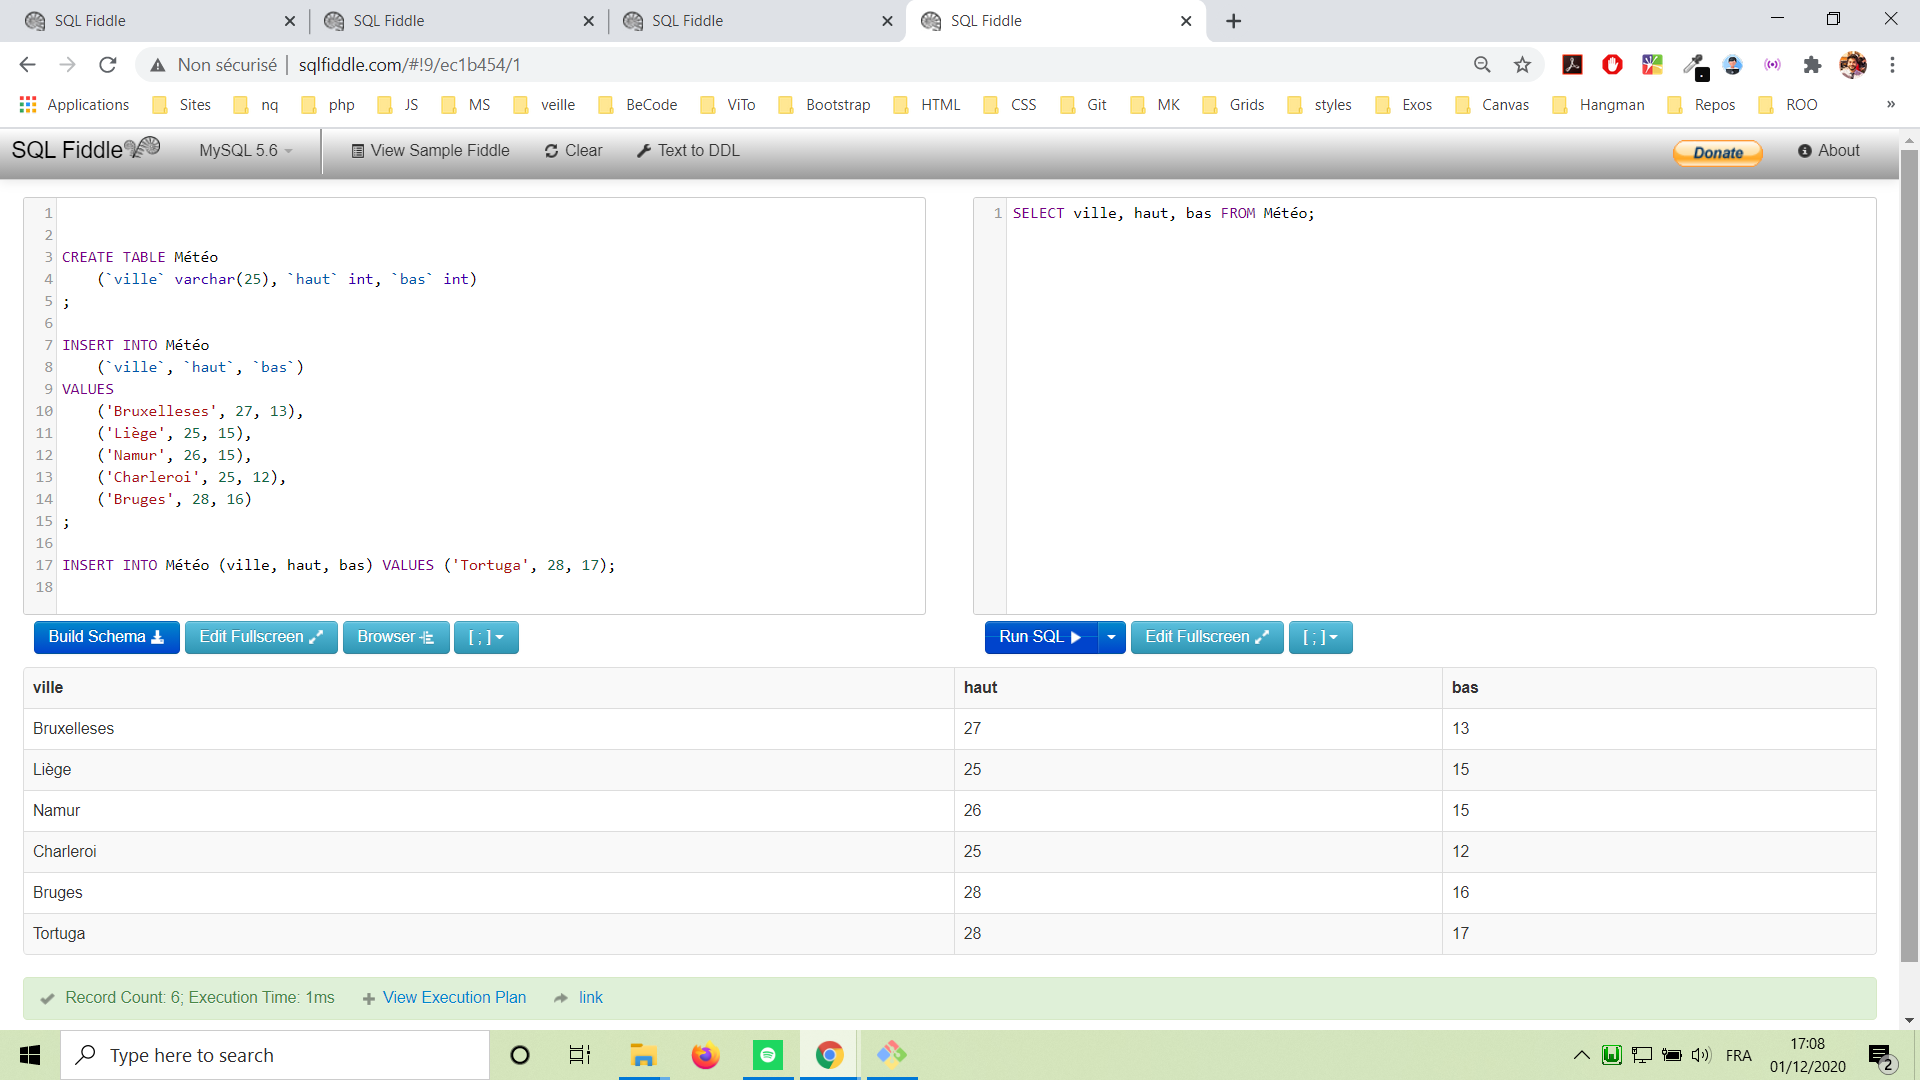 SQL Fiddle
SQL Fiddle
SQL Fiddle
SQL Fiddle
Non sécurisé | sqlfiddle.com/#!9/ec1b454/1
Applications Sites nq php JS MS veille BeCode ViTo Bootstrap HTML CSS Git MK Grids styles Exos Canvas Hangman Repos ROO »
SQL Fiddle MySQL 5.6 View Sample Fiddle Clear Text to DDL Donate About
1
2
3 CREATE TABLE Météo
4 (`ville` varchar(25), `haut` int, `bas` int)
5 ;
6
7 INSERT INTO Météo
8 (`ville`, `haut`, `bas`)
9 VALUES
10 ('Bruxelleses', 27, 13),
11 ('Liège', 25, 15),
12 ('Namur', 26, 15),
13 ('Charleroi', 25, 12),
14 ('Bruges', 28, 16)
15 ;
16
17 INSERT INTO Météo (ville, haut, bas) VALUES ('Tortuga', 28, 17);
18
1 SELECT ville, haut, bas FROM Météo;
Build Schema Edit Fullscreen Browser [ ; ]
Run SQL Edit Fullscreen [ ; ]
ville haut bas
Bruxelleses 27 13
Liège 25 15
Namur 26 15
Charleroi 25 12
Bruges 28 16
Tortuga 28 17
Record Count: 6; Execution Time: 1ms View Execution Plan link
Type here to search
FRA
17:08
01/12/2020
2